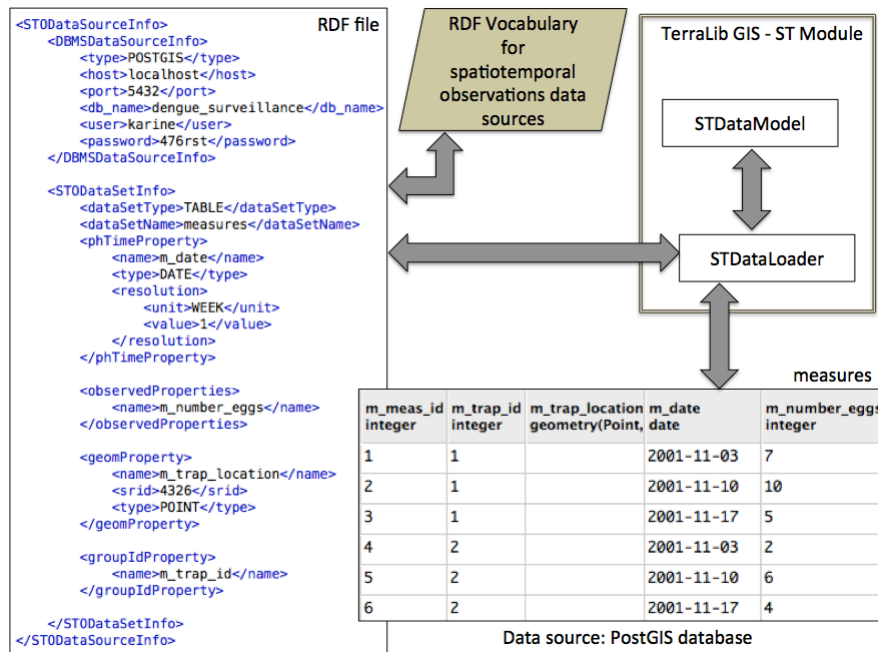 RDF file
<STODataSourceInfo>
<DBMSDataSourceInfo>
<type>POSTGIS</type>
<host>localhost</host>
<port>5432</port>
<db_name>dengue_surveillance</db_name>
<user>karine</user>
<password>476rst</password>
</DBMSDataSourceInfo>
<STODataSetInfo>
<dataSetType>TABLE</dataSetType>
<dataSetName>measures</dataSetName>
<phTimeProperty>
<name>m_date</name>
<type>DATE</type>
<resolution>
<unit>WEEK</unit>
<value>1</value>
</resolution>
</phTimeProperty>
<observedProperties>
<name>m_number_eggs</name>
</observedProperties>
<geomProperty>
<name>m_trap_location</name>
<srid>4326</srid>
<type>POINT</type>
</geomProperty>
<groupIdProperty>
<name>m_trap_id</name>
</groupIdProperty>
</STODataSetInfo>
</STODataSourceInfo>
RDF Vocabulary
for
spatiotemporal
observations data
sources
TerraLib GIS - ST Module
STDataModel
STDataLoader
measures
m_meas_id m_trap_id m_trap_location m_date m_number_eggs
integer integer geometry(Point, date integer
1 1 2001-11-03 7
2 1 2001-11-10 10
3 1 2001-11-17 5
4 2 2001-11-03 2
5 2 2001-11-10 6
6 2 2001-11-17 4
Data source: PostGIS database